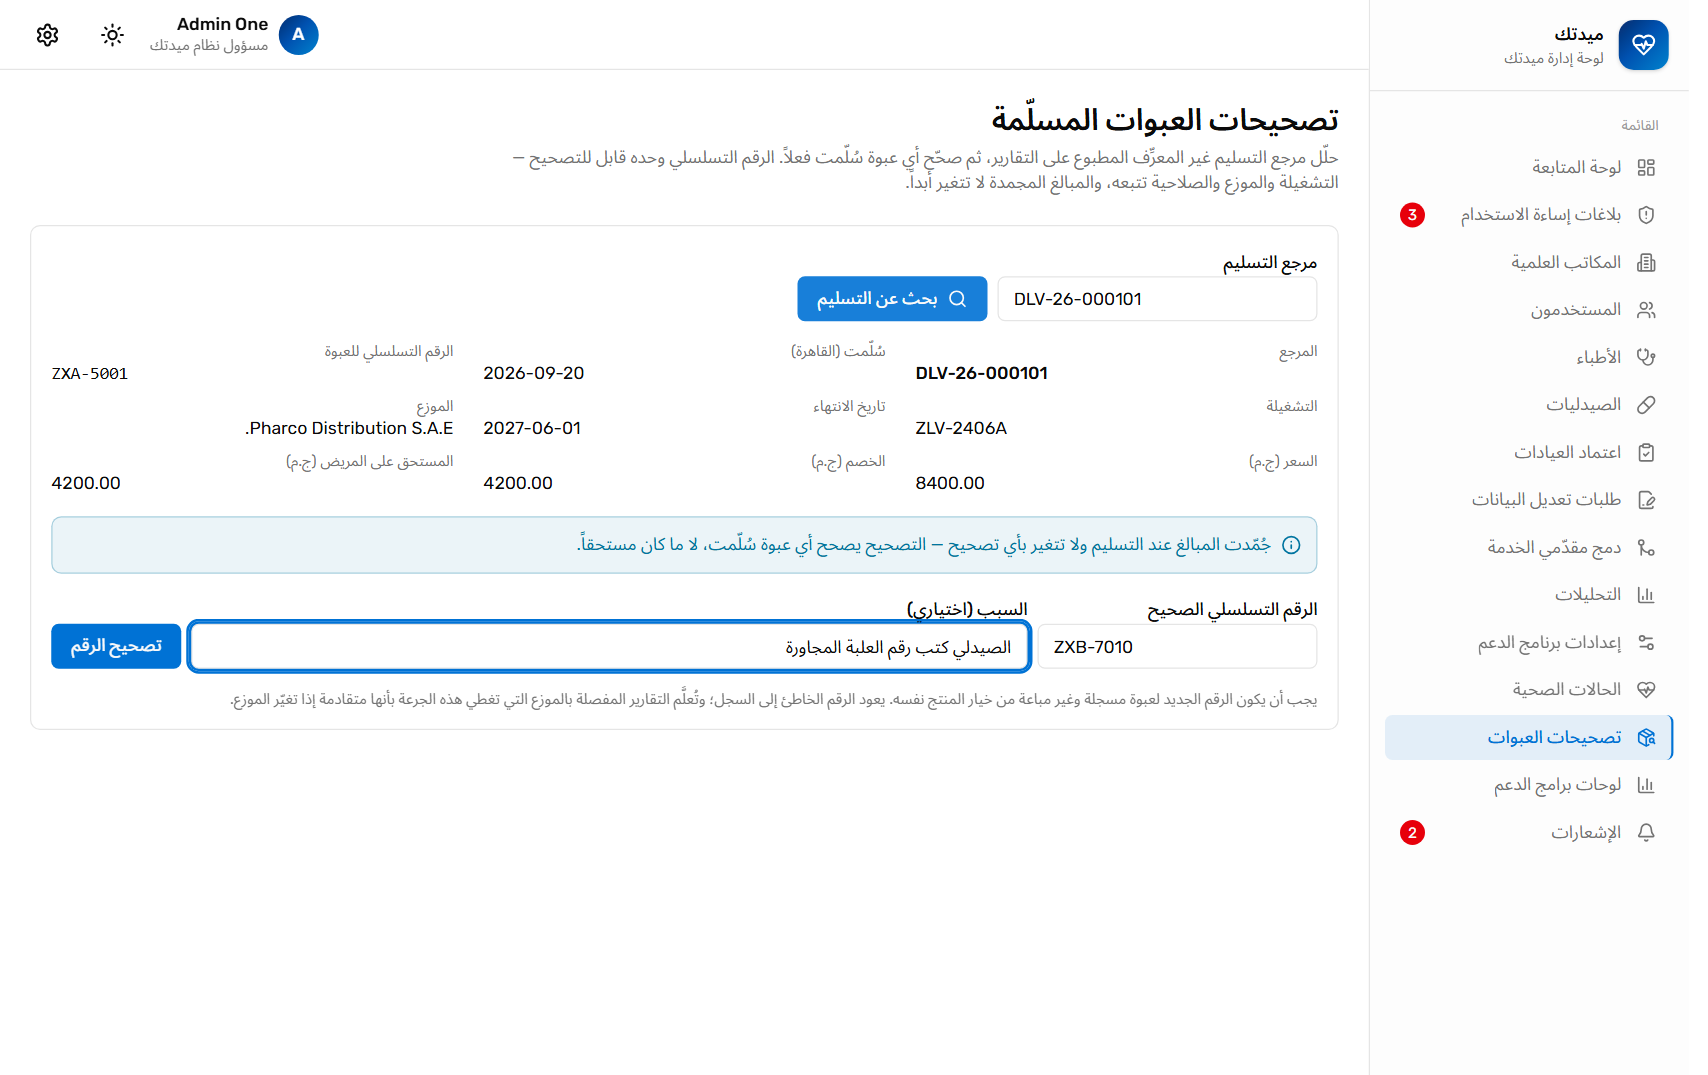 ميدتك
لوحة إدارة ميدتك
القائمة
لوحة المتابعة
بلاغات إساءة الاستخدام
3
المكاتب العلمية
المستخدمون
الأطباء
الصيدليات
اعتماد العيادات
طلبات تعديل البيانات
دمج مقدّمي الخدمة
التحليلات
إعدادات برنامج الدعم
الحالات الصحية
تصحيحات العبوات
لوحات برامج الدعم
الإشعارات
2
A
Admin One
مسؤول نظام ميدتك
تصحيحات العبوات المسلّمة
حلّل مرجع التسليم غير المعرِّف المطبوع على التقارير، ثم صحّح أي عبوة سُلّمت فعلاً. الرقم التسلسلي وحده قابل للتصحيح —
التشغيلة والموزع والصلاحية تتبعه، والمبالغ المجمدة لا تتغير أبداً.
مرجع التسليم
DLV-26-000101
بحث عن التسليم
المرجع
DLV-26-000101
سُلّمت (القاهرة)
2026-09-20
الرقم التسلسلي للعبوة
ZXA-5001
التشغيلة
ZLV-2406A
تاريخ الانتهاء
2027-06-01
الموزع
Pharco Distribution S.A.E.
السعر (ج.م)
8400.00
الخصم (ج.م)
4200.00
المستحق على المريض (ج.م)
4200.00
جُمّدت المبالغ عند التسليم ولا تتغير بأي تصحيح — التصحيح يصحح أي عبوة سُلّمت، لا ما كان مستحقاً.
الرقم التسلسلي الصحيح
ZXB-7010
السبب (اختياري)
الصيدلي كتب رقم العلبة المجاورة
تصحيح الرقم
يجب أن يكون الرقم الجديد لعبوة مسجلة وغير مباعة من خيار المنتج نفسه. يعود الرقم الخاطئ إلى السجل؛ وتُعلَّم التقارير المفصلة بالموزع التي تغطي هذه الجرعة بأنها متقادمة إذا تغيّر الموزع.